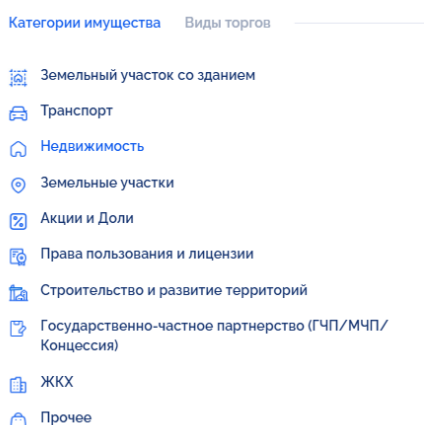 Категории имущества Виды торгов
Земельный участок со зданием
Транспорт
Недвижимость
Земельные участки
Акции и Доли
Права пользования и лицензии
Строительство и развитие территорий
Государственно-частное партнерство (ГЧП/МЧП/
Концессия)
ЖКХ
Прочее